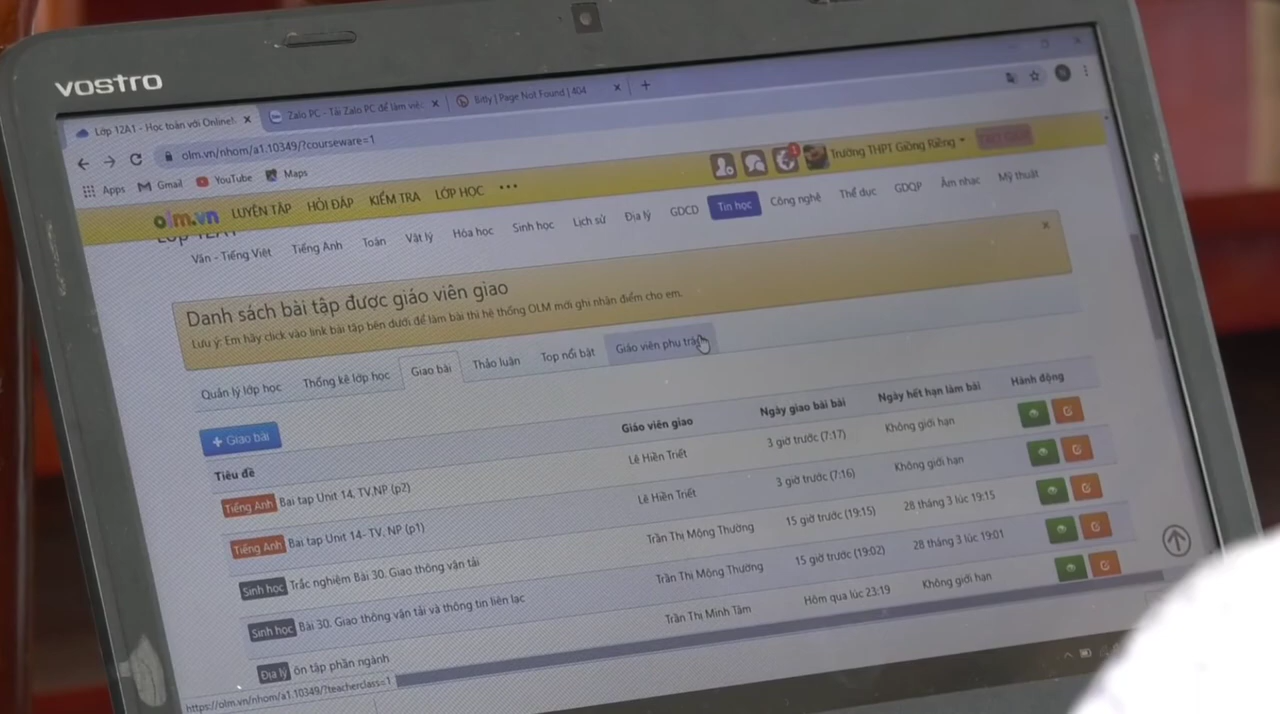 vostro
Lớp 12A1 - Học toán với Online! Zalo PC - Tải Zalo PC để làm việc Bitly | Page Not Found | 404
olm.vn/nhom/a1.10349/?courseware=1
Apps Gmail YouTube Maps
olm.vn LUYỆN TẬP HỎI ĐÁP KIỂM TRA LỚP HỌC ••• 1 Trường THPT Giồng Riềng
Văn - Tiếng Việt Tiếng Anh Toán Vật lý Hóa học Sinh học Lịch sử Địa lý GDCD Tin học Công nghệ Thể dục GDQP Âm nhạc Mỹ thuật
Danh sách bài tập được giáo viên giao
Lưu ý: Em hãy click vào link bài tập bên dưới để làm bài thì hệ thống OLM mới ghi nhận điểm cho em.
Quản lý lớp học Thống kê lớp học Giao bài Thảo luận Top nổi bật Giáo viên phụ trách
+ Giao bài
Tiêu đề Giáo viên giao Ngày giao bài bài Ngày hết hạn làm bài Hành động
Tiếng Anh Bai tap Unit 14. TV.NP (p2) Lê Hiền Triết 3 giờ trước (7:17) Không giới hạn
Tiếng Anh Bai tap Unit 14- TV. NP (p1) Lê Hiền Triết 3 giờ trước (7:16) Không giới hạn
Sinh học Trắc nghiệm Bài 30. Giao thông vận tải Trần Thị Mộng Thường 15 giờ trước (19:15) 28 tháng 3 lúc 19:15
Sinh học Bài 30. Giao thông vận tải và thông tin liên lạc Trần Thị Mộng Thường 15 giờ trước (19:02) 28 tháng 3 lúc 19:01
Địa lý ôn tập phần ngành Trần Thị Minh Tâm Hôm qua lúc 23:19 Không giới hạn
https://olm.vn/nhom/a1.10349/?teacherclass=1